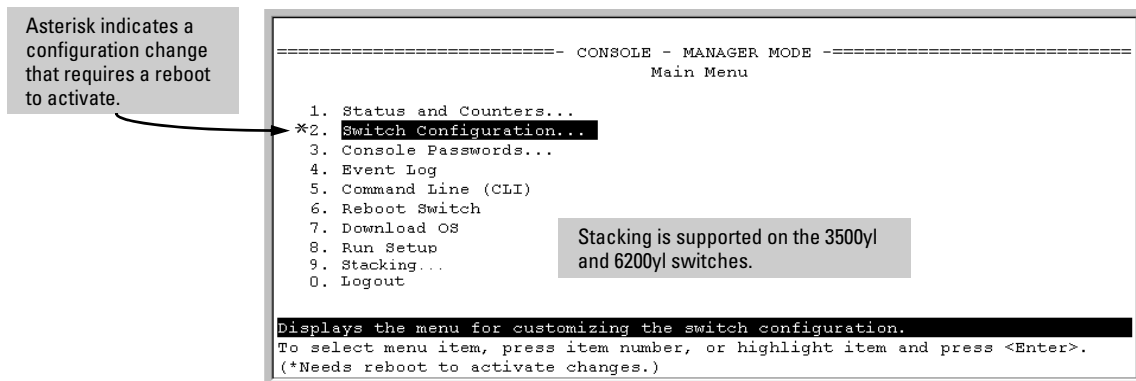 Asterisk indicates a
configuration change
that requires a reboot
to activate.
==========================- CONSOLE - MANAGER MODE -============================
Main Menu
1. Status and Counters...
*2. Switch Configuration...
3. Console Passwords...
4. Event Log
5. Command Line (CLI)
6. Reboot Switch
7. Download OS
8. Run Setup
9. Stacking...
0. Logout
Stacking is supported on the 3500yl
and 6200yl switches.
Displays the menu for customizing the switch configuration.
To select menu item, press item number, or highlight item and press <Enter>.
(*Needs reboot to activate changes.)